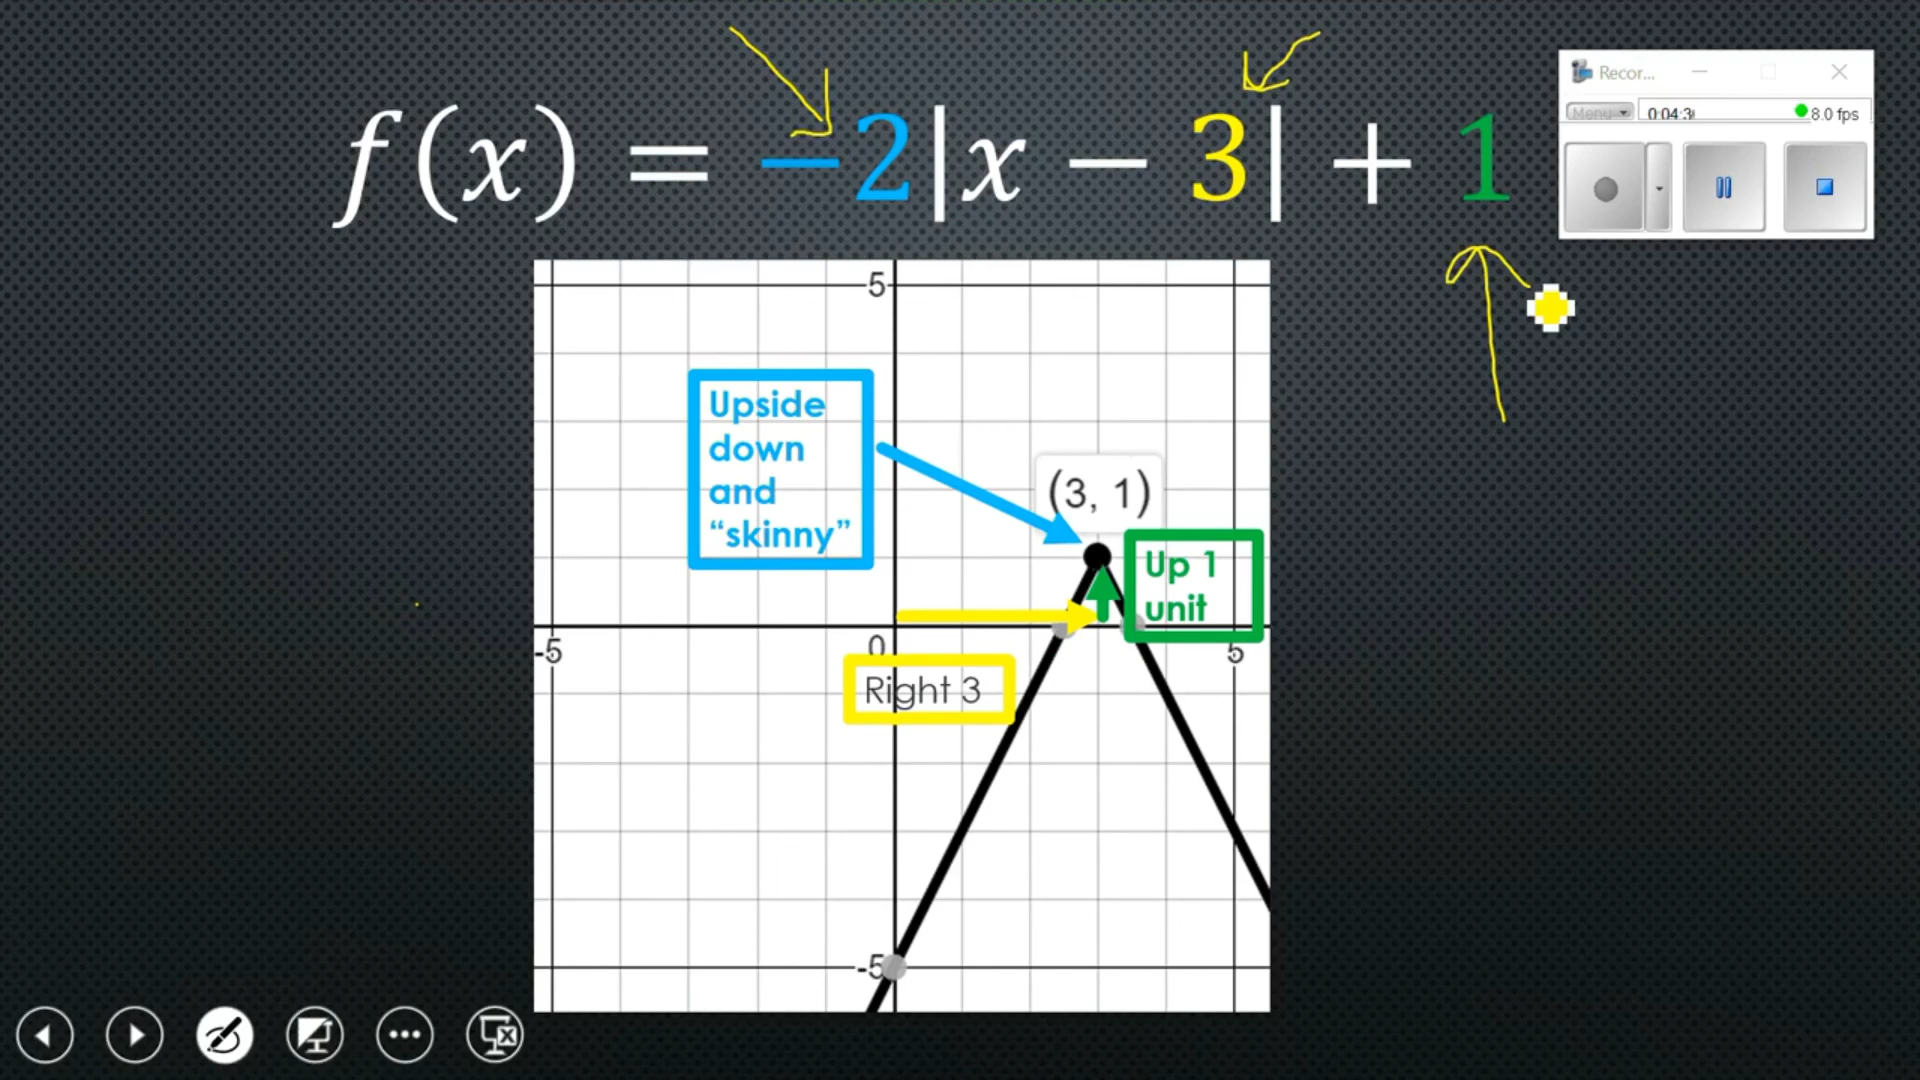 f(x) = −2|x − 3| + 1
Recor...
Menu
0:04:3
8.0 fps
5
Upside
down
and
“skinny”
(3, 1)
Up 1
unit
-5
0
5
Right 3
-5